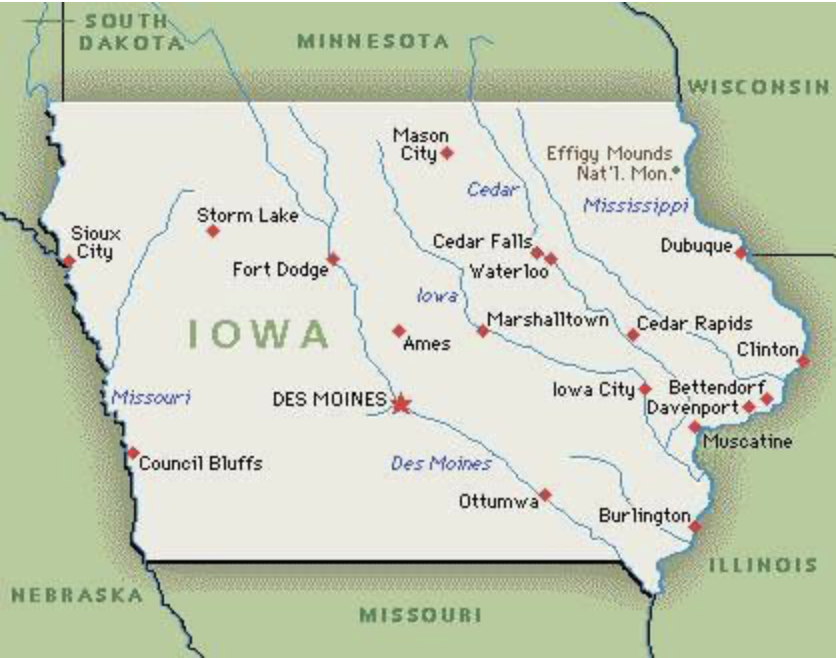 SOUTH
DAKOTA
MINNESOTA
WISCONSIN
Mason
City
Effigy Mounds
Nat'l. Mon.
Cedar
Mississippi
Storm Lake
Sioux
City
Cedar Falls
Dubuque
Fort Dodge
Waterloo
Iowa
IOWA
Marshalltown
Cedar Rapids
Ames
Clinton
Missouri
DES MOINES
Iowa City
Bettendorf
Davenport
Muscatine
Council Bluffs
Des Moines
Ottumwa
Burlington
ILLINOIS
NEBRASKA
MISSOURI